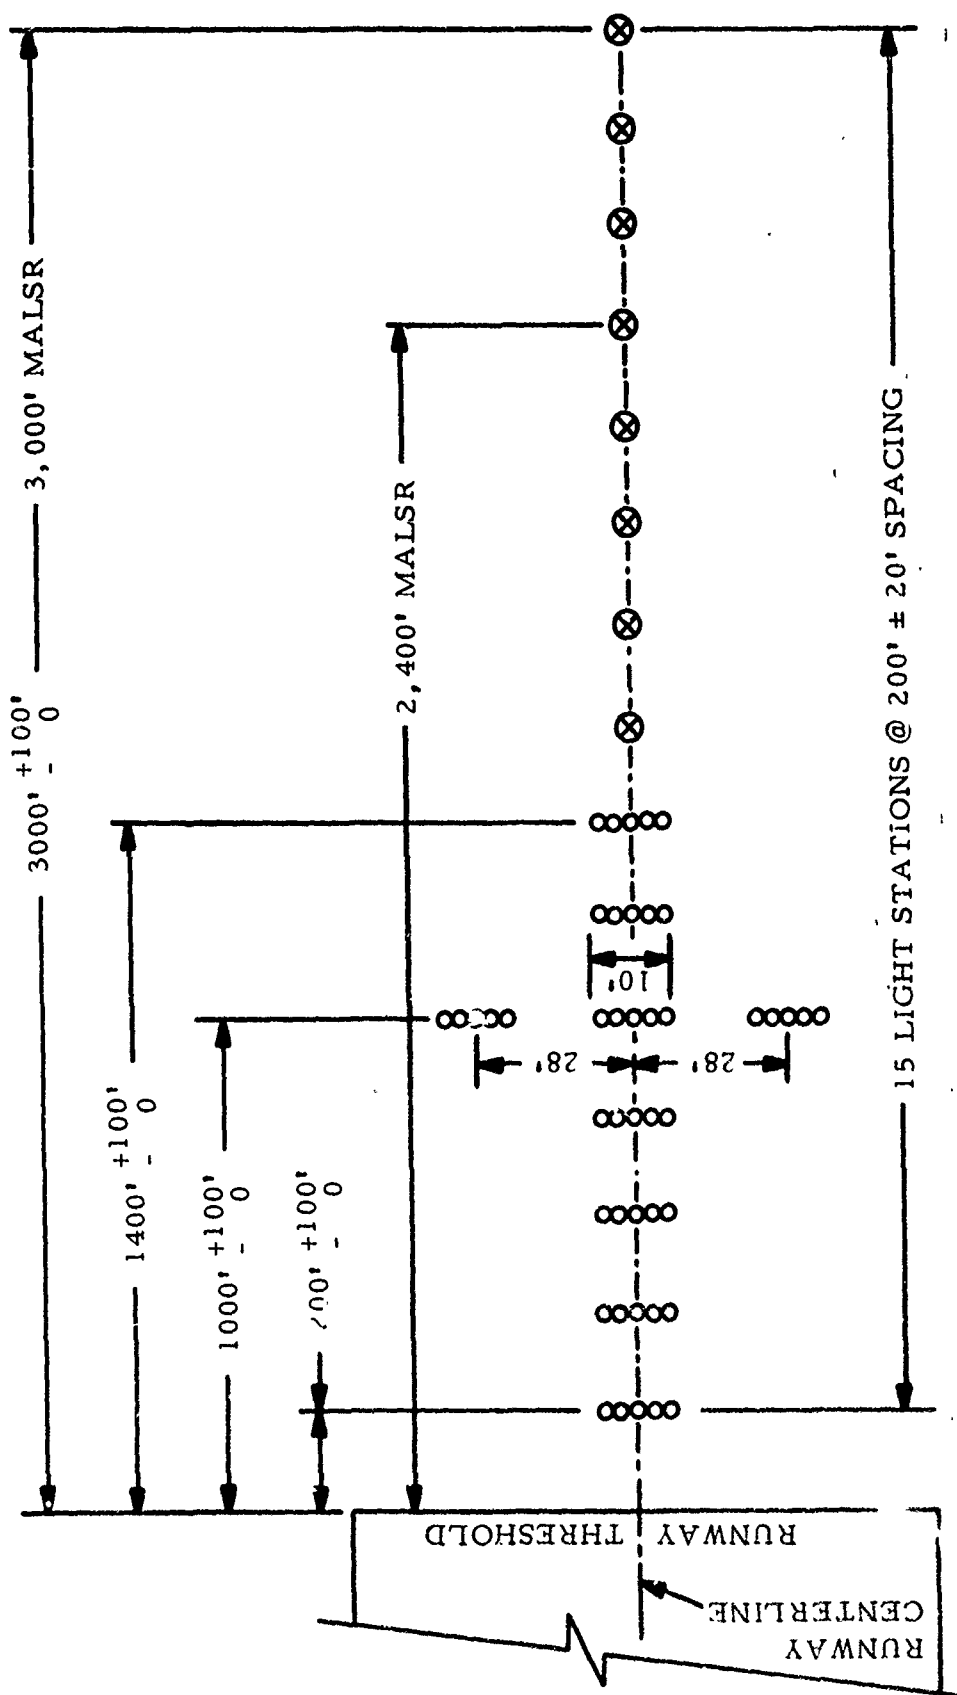 3000' +100' - 0 3,000' MALSR
1400' +100' - 0
1000' +100' - 0
200' +100' - 0
2,400' MALSR
28'
28'
10'
15 LIGHT STATIONS @ 200' ± 20' SPACING
RUNWAY
THRESHOLD
RUNWAY
CENTERLINE